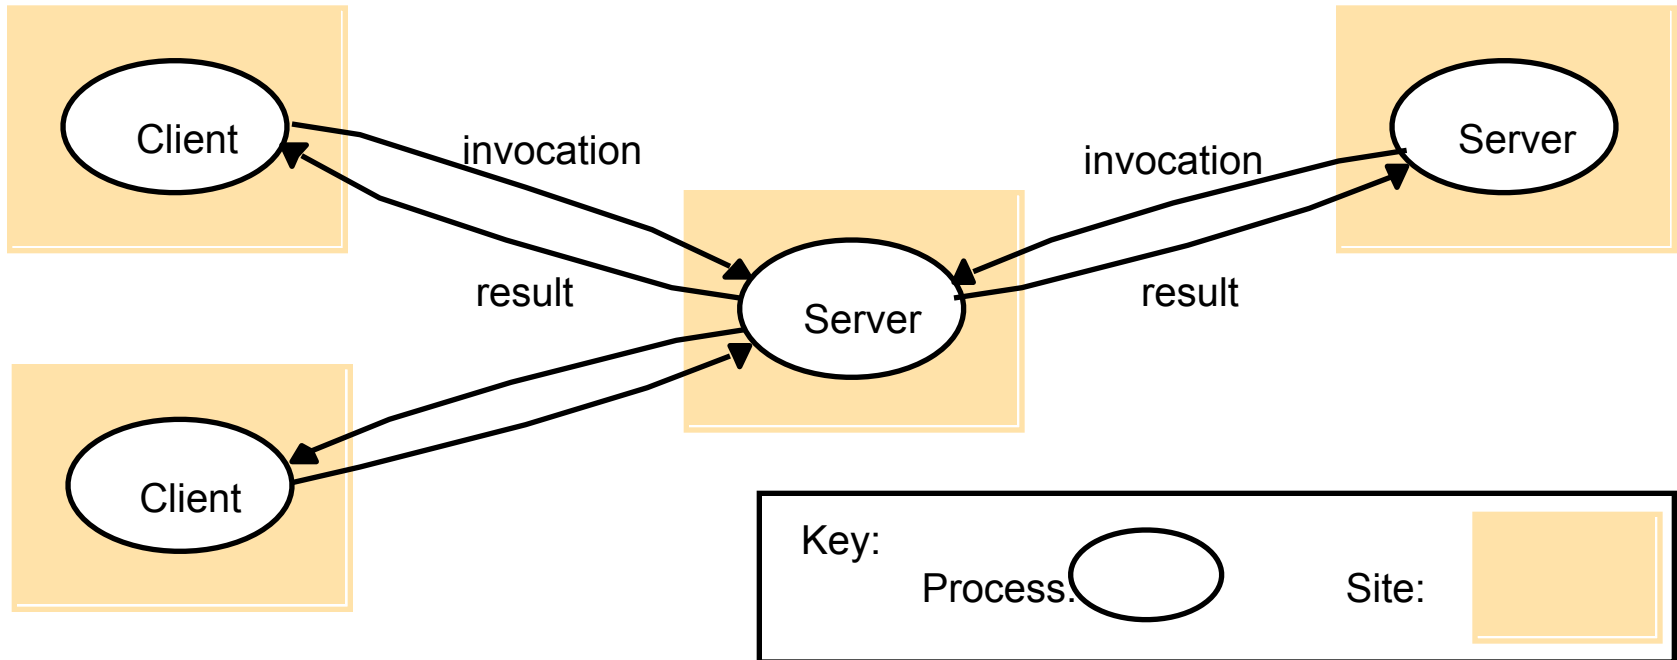 Client
invocation
result
Server
invocation
result
Server
Client
Key:
Process:
Site: